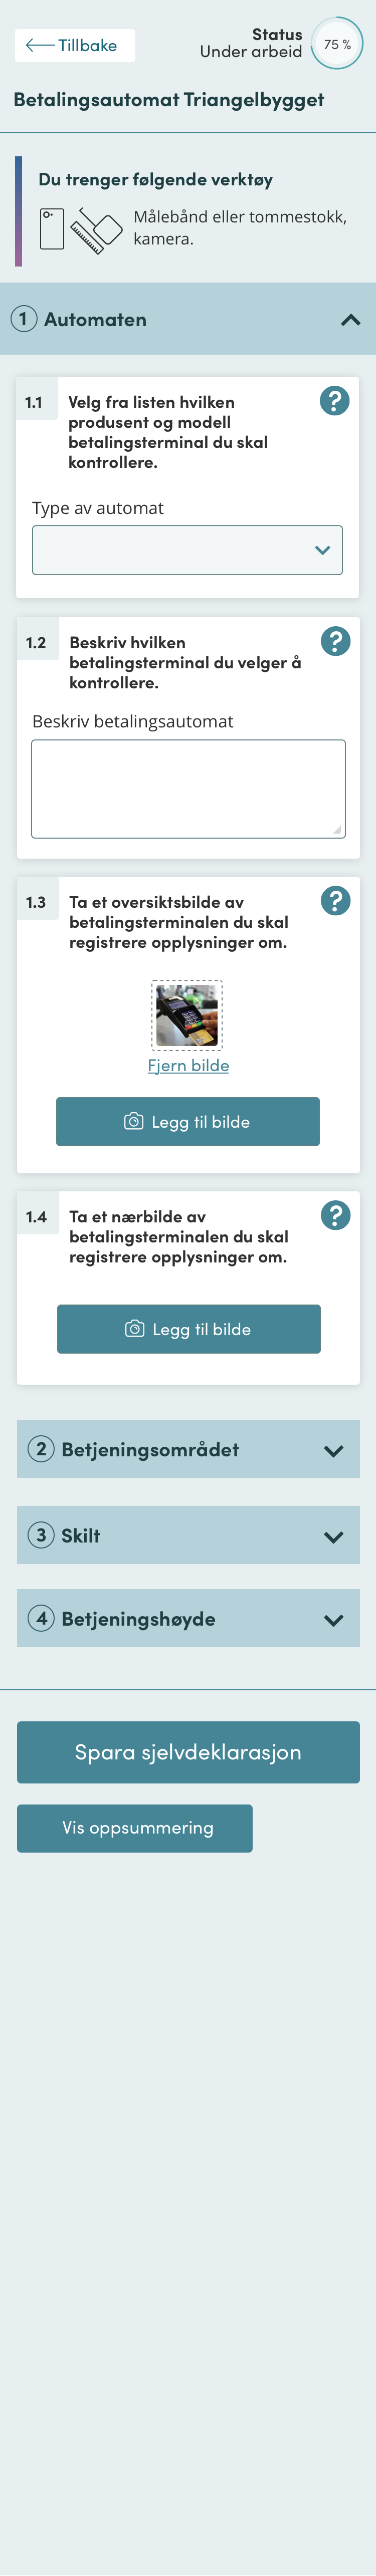 Tillbake
Status
Under arbeid
75 %
Betalingsautomat Triangelbygget
Du trenger følgende verktøy
Målebånd eller tommestokk,
kamera.
1 Automaten
1.1
Velg fra listen hvilken
produsent og modell
betalingsterminal du skal
kontrollere.
?
Type av automat
1.2
Beskriv hvilken
betalingsterminal du velger å
kontrollere.
?
Beskriv betalingsautomat
1.3
Ta et oversiktsbilde av
betalingsterminalen du skal
registrere opplysninger om.
?
Fjern bilde
Legg til bilde
1.4
Ta et nærbilde av
betalingsterminalen du skal
registrere opplysninger om.
?
Legg til bilde
2 Betjeningsområdet
3 Skilt
4 Betjeningshøyde
Spara sjelvdeklarasjon
Vis oppsummering